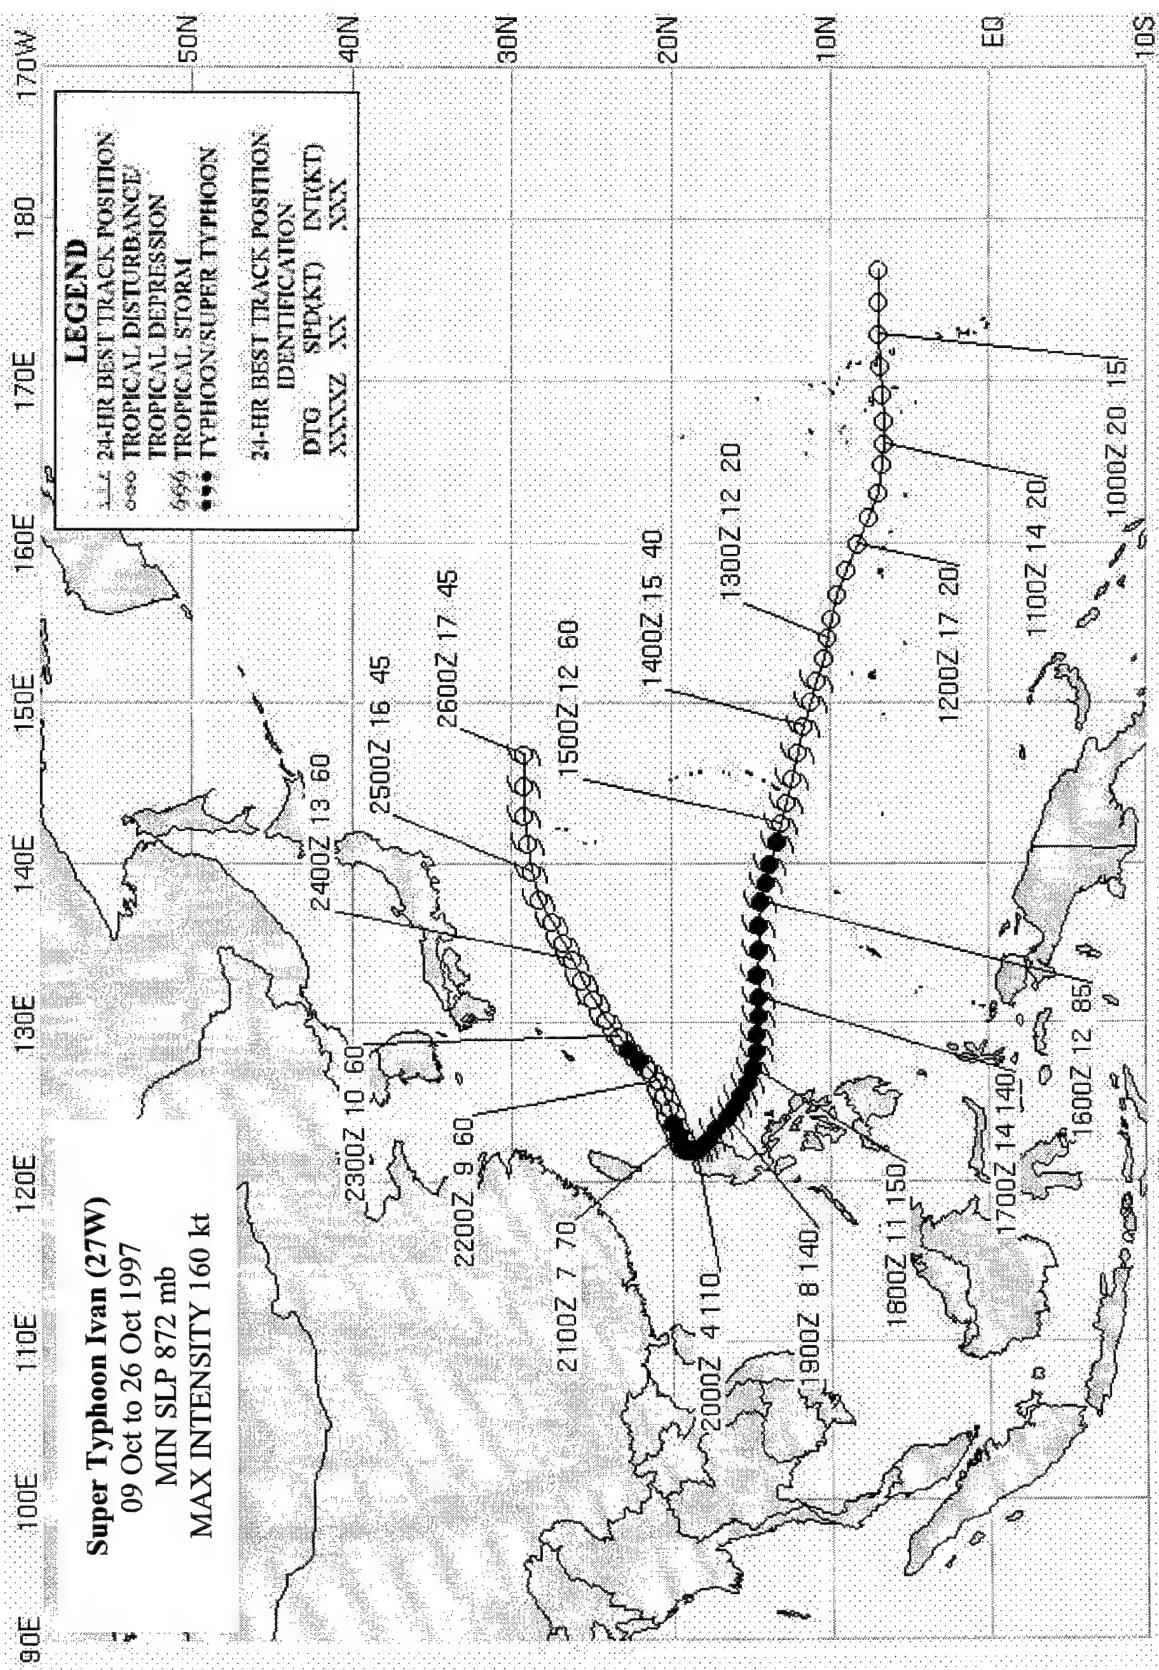 Super Typhoon Ivan (27W)
09 Oct to 26 Oct 1997
MIN SLP 872 mb
MAX INTENSITY 160 kt
LEGEND
24-HR BEST TRACK POSITION
TROPICAL DISTURBANCE/
TROPICAL DEPRESSION
TROPICAL STORM
TYPHOON/SUPER TYPHOON
24-HR BEST TRACK POSITION
IDENTIFICATION
DTG SPD(KT) INT(KT)
XXXXZ XX XXX
90E 100E 110E 120E 130E 140E 150E 160E 170E 180 170W
50N
40N
30N
20N
10N
EQ
10S
2400Z 13 60
2500Z 16 45
2600Z 17 45
2300Z 10 60
2200Z 9 60
1500Z 12 60
2100Z 7 70
1400Z 15 40
2000Z 4 110
1300Z 12 20
1900Z 8 140
1800Z 11 150
1200Z 17 20
1700Z 14 140
1100Z 14 20
1600Z 12 85
1000Z 20 15